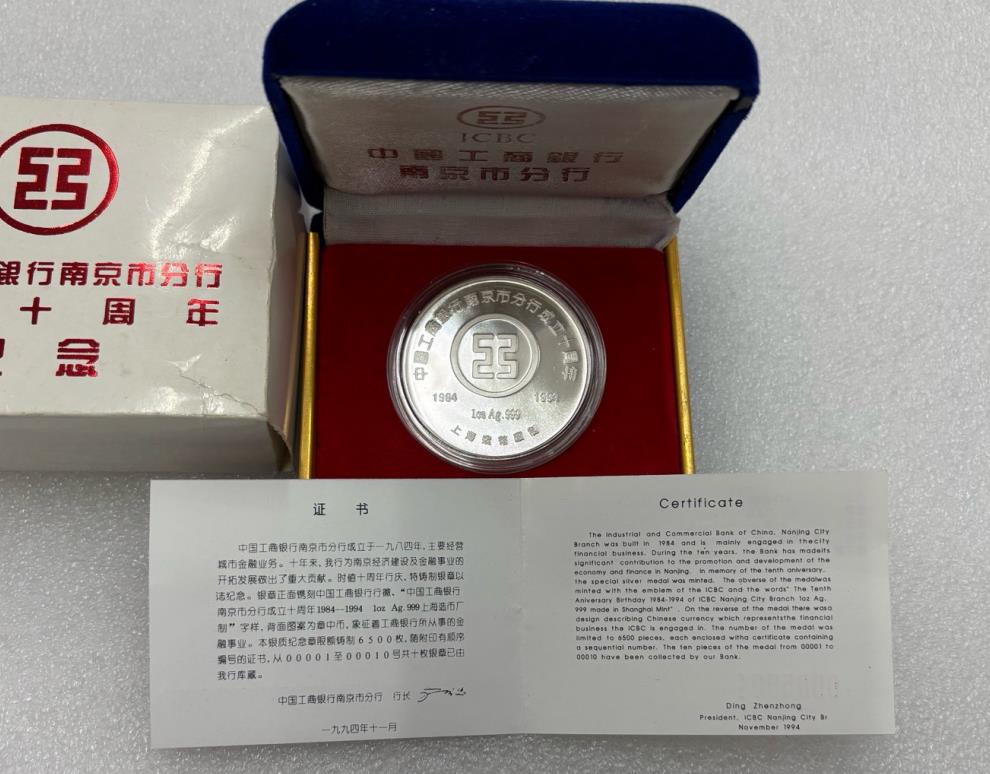 ICBC
中國工商銀行
南京市分行
銀行南京市分行
十周年
念
中國工商銀行南京市分行成立十周年
1984 1994
1oz Ag.999
上海造幣廠制
证 书
中国工商银行南京市分行成立于一九八四年,主要经营
城市金融业务。十年来,我行为南京经济建设及金融事业的
开拓发展做出了重大贡献。时值十周年行庆,特铸制银章以
志纪念。银章正面镌刻中国工商银行行徽、“中国工商银行
南京市分行成立十周年1984—1994 1oz Ag.999上海造币厂
制”字样,背面图案为章中币,象征着工商银行所从事的金
融事业。本银质纪念章限额铸制6500枚,随附印有顺序
编号的证书,从00001至00010号共十枚银章已由
我行库藏。
中国工商银行南京市分行 行长
一九九四年十一月
Certificate
The Industrial and Commercial Bank of China, Nanjing City
Branch was built in 1984 and is mainly engaged in thecity
financial business. During the ten years, the Bank has madeits
significant contribution to the promotion and development of the
economy and finance in Nanjing. In memory of the tenth aniversary,
the special silver medal was minted. The obverse of the medalwas
minted with the emblem of the ICBC and the words" The Tenth
Aniversary Birthday 1984-1994 of ICBC Nanjing City Branch 1oz Ag.
999 made in Shanghai Mint" . On the reverse of the medal there wasa
design describing Chinese currency which representsthe financial
business the ICBC is engaged in. The number of the medal was
limited to 6500 pieces, each enclosed witha certificate containing
a sequential number. The ten pieces of the medal from 00001 to
00010 have been collected by our Bank.
Ding Zhenzhong
President, ICBC Nanjing City Br
November 1994